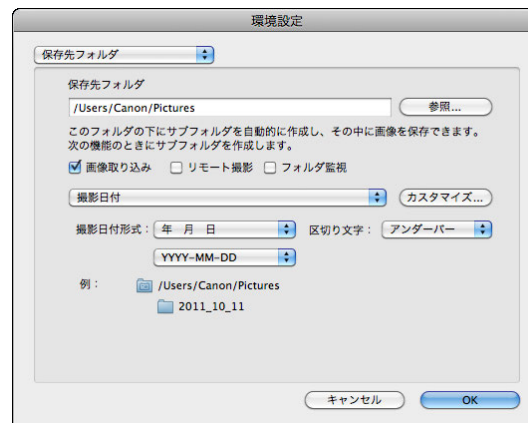 環境設定
保存先フォルダ
保存先フォルダ
/Users/Canon/Pictures 参照...
このフォルダの下にサブフォルダを自動的に作成し、その中に画像を保存できます。
次の機能のときにサブフォルダを作成します。
画像取り込み リモート撮影 フォルダ監視
撮影日付 カスタマイズ...
撮影日付形式： 年 月 日 区切り文字： アンダーバー
YYYY-MM-DD
例： /Users/Canon/Pictures
2011_10_11
キャンセル OK